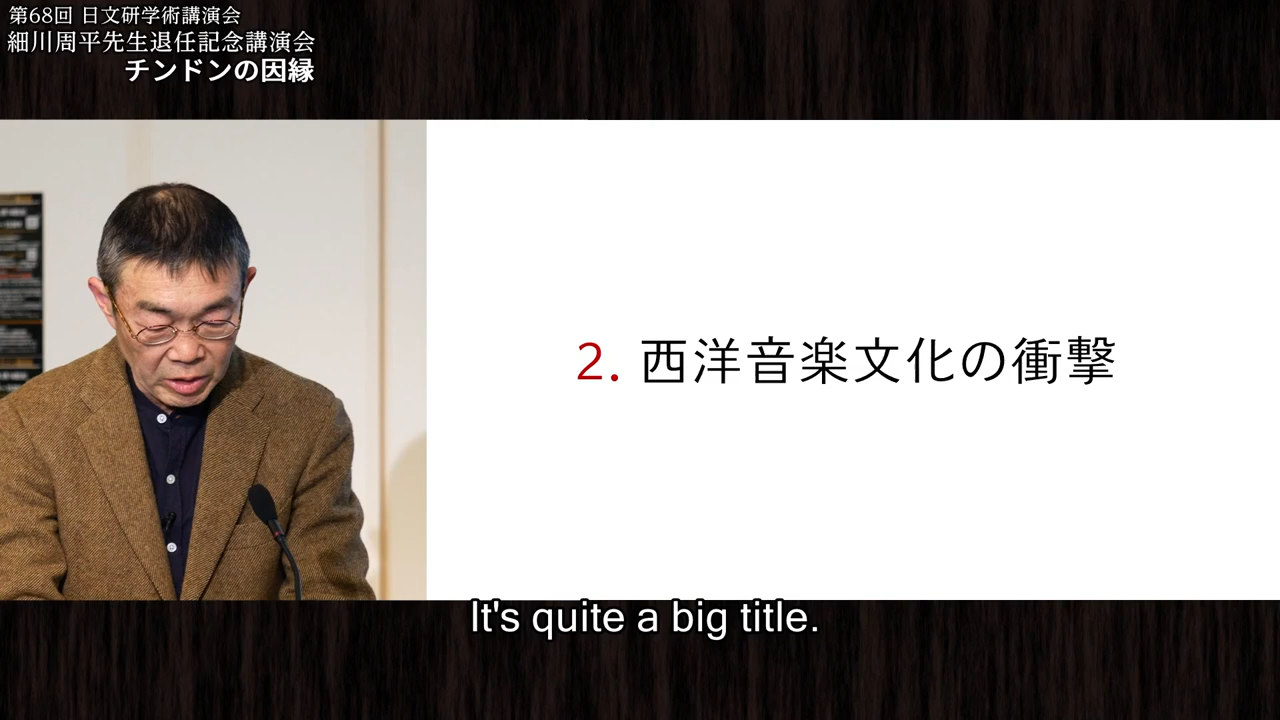 第68回 日文研学術講演会
細川周平先生退任記念講演会
チンドンの因縁
2. 西洋音楽文化の衝撃
It's quite a big title.